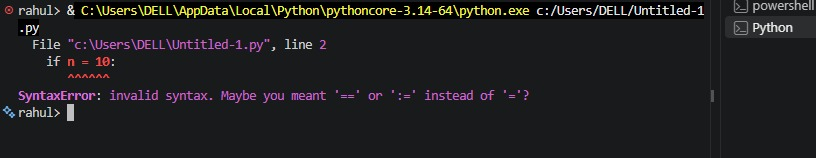 rahul> & C:\Users\DELL\AppData\Local\Python\pythoncore-3.14-64\python.exe c:/Users/DELL/Untitled-1
.py
File "c:\Users\DELL\Untitled-1.py", line 2
if n = 10:
^^^^^^
SyntaxError: invalid syntax. Maybe you meant '==' or ':=' instead of '='?
rahul>
powershell
Python